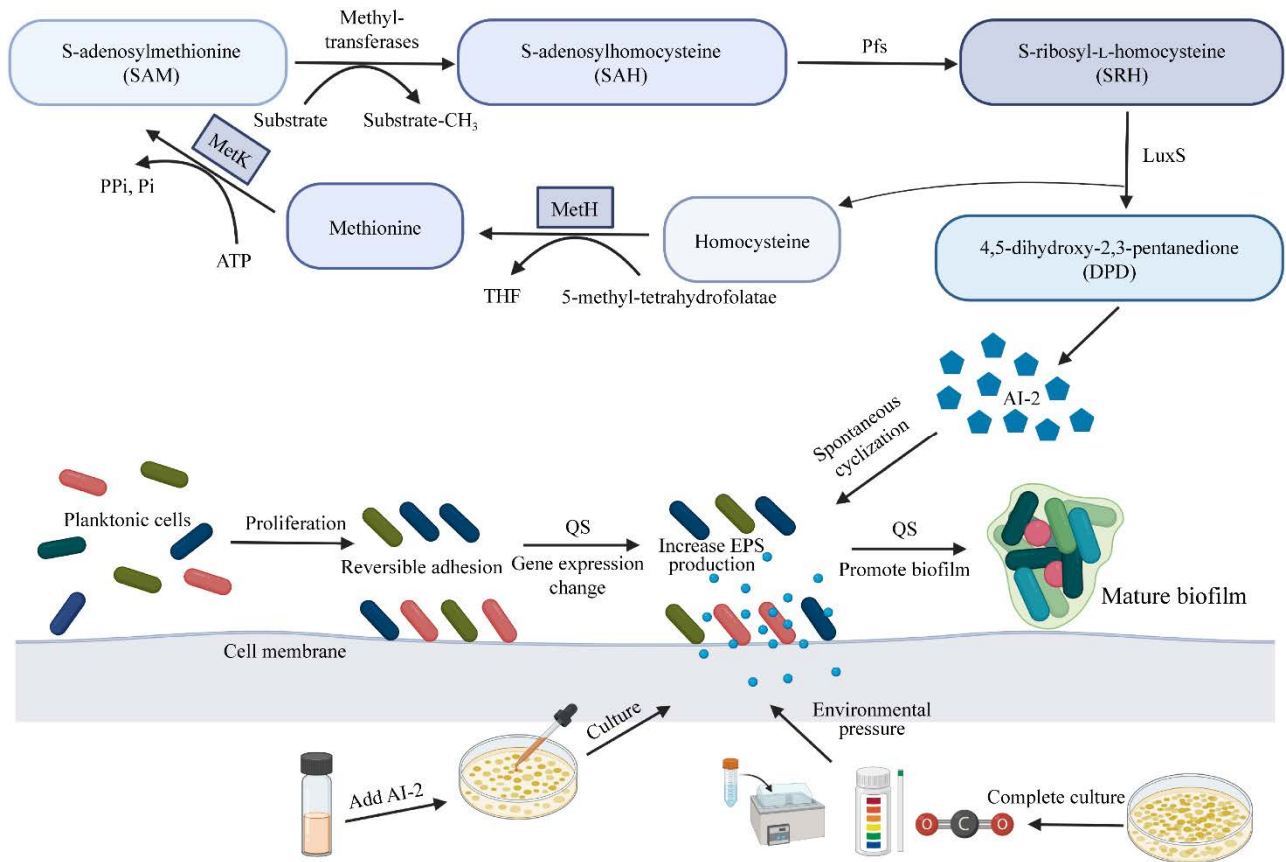 Methyl-
transferases
S-adenosylmethionine
(SAM)
S-adenosylhomocysteine
(SAH)
Pfs
S-ribosyl-L-homocysteine
(SRH)
Substrate
Substrate-CH3
MetK
PPi, Pi
ATP
Methionine
MetH
THF
5-methyl-tetrahydrofolatae
Homocysteine
LuxS
4,5-dihydroxy-2,3-pentanedione
(DPD)
AI-2
Spontaneous
cyclization
Planktonic cells
Proliferation
Reversible adhesion
QS
Gene expression
change
Increase EPS
production
QS
Promote biofilm
Mature biofilm
Cell membrane
Add AI-2
Culture
Environmental
pressure
O C O
Complete culture